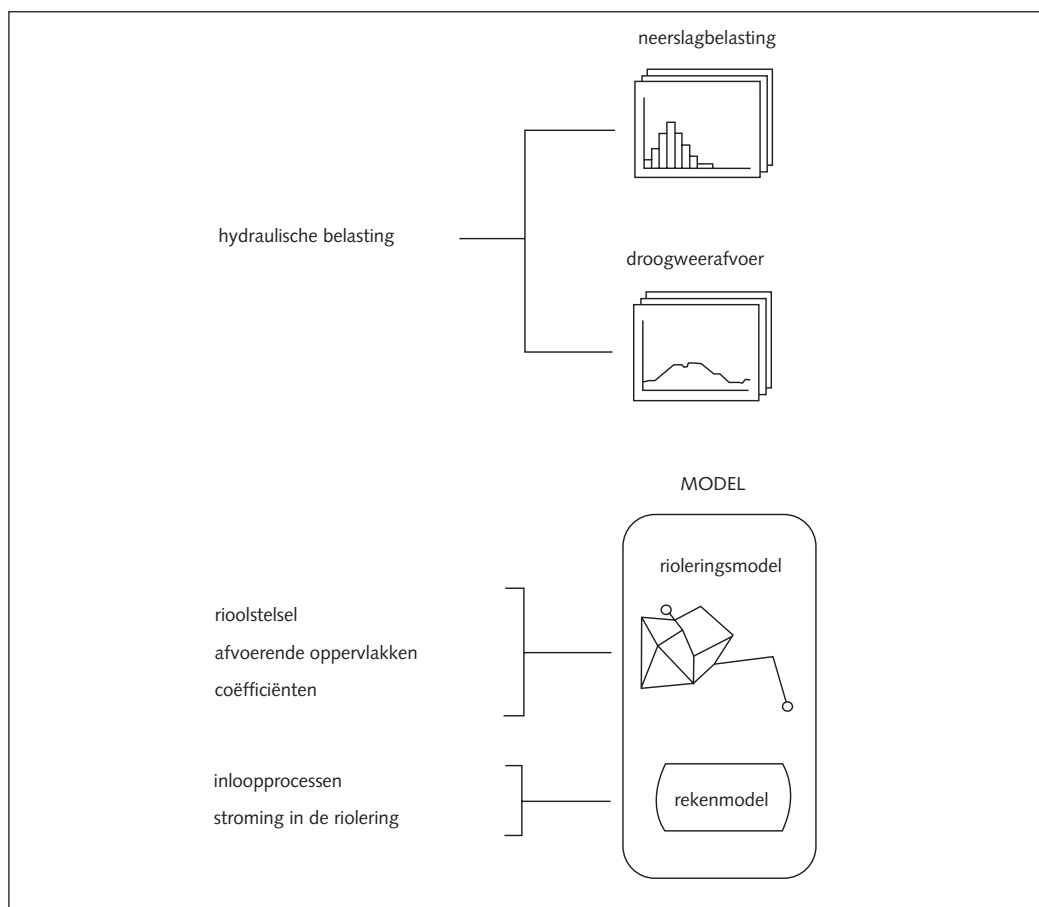 neerslagbelasting
hydraulische belasting
droogweerafvoer
MODEL
rioleringsmodel
rioolstelsel
afvoerende oppervlakken
coëfficiënten
inloopprocessen
stroming in de riolering
rekenmodel